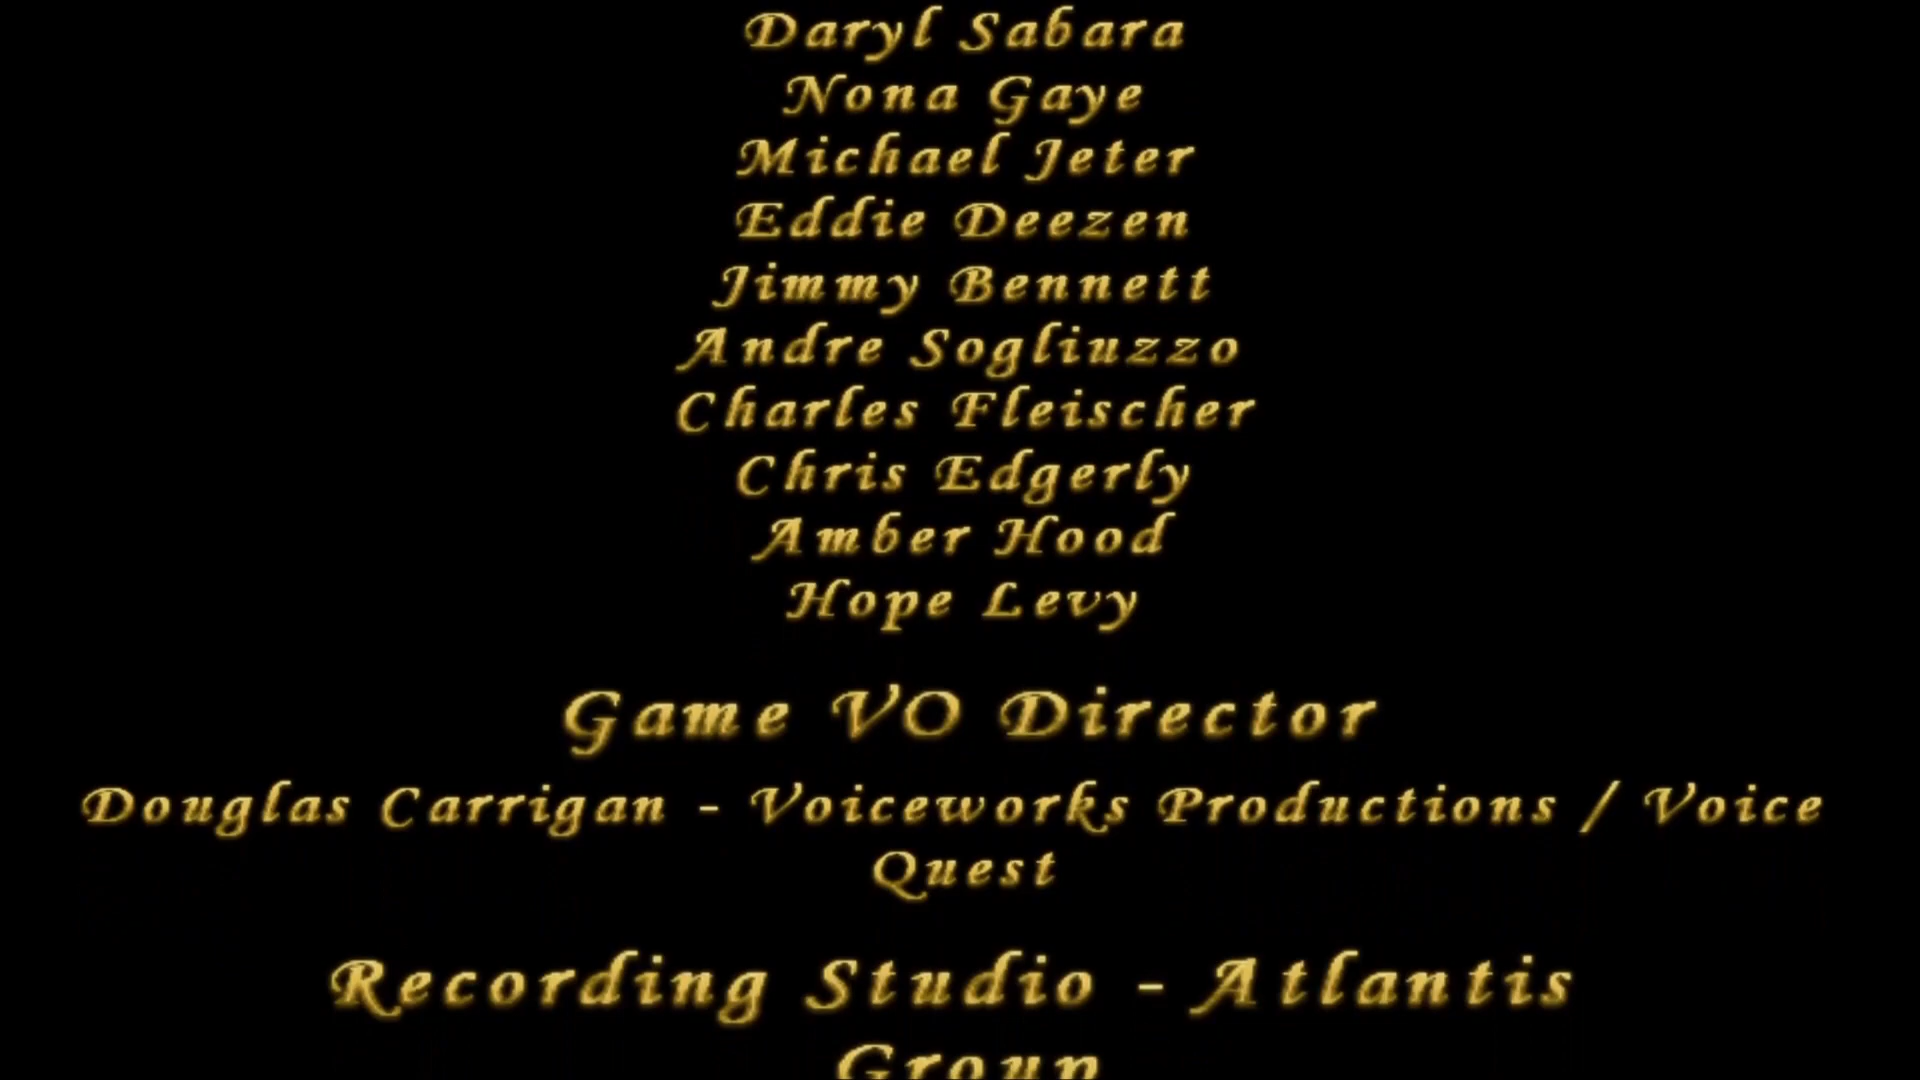 Daryl Sabara
Nona Gaye
Michael Jeter
Eddie Deezen
Jimmy Bennett
Andre Sogliuzzo
Charles Fleischer
Chris Edgerly
Amber Hood
Hope Levy
Game VO Director
Douglas Carrigan - Voiceworks Productions / Voice
Quest
Recording Studio - Atlantis
Group